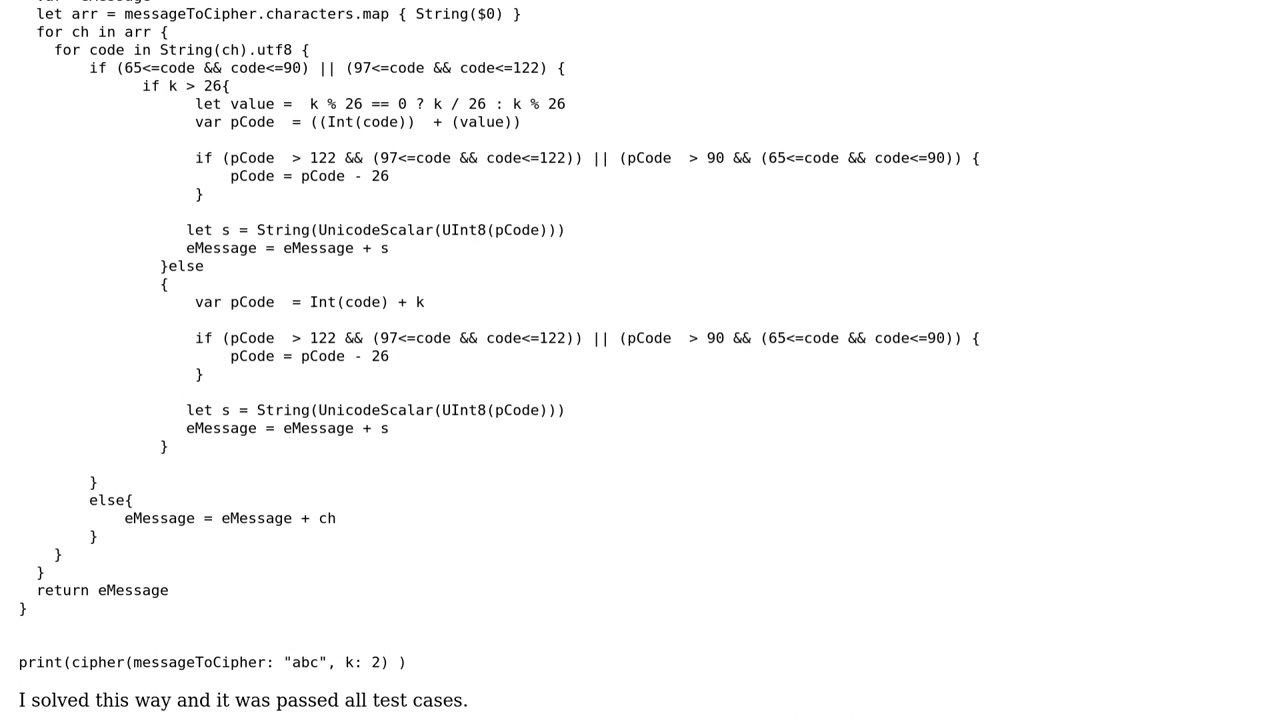 let arr = messageToCipher.characters.map { String($0) }
for ch in arr {
for code in String(ch).utf8 {
if (65<=code && code<=90) || (97<=code && code<=122) {
if k > 26{
let value =  k % 26 == 0 ? k / 26 : k % 26
var pCode  = ((Int(code))  + (value))
if (pCode  > 122 && (97<=code && code<=122)) || (pCode  > 90 && (65<=code && code<=90)) {
pCode = pCode - 26
}
let s = String(UnicodeScalar(UInt8(pCode)))
eMessage = eMessage + s
}else
{
var pCode  = Int(code) + k
if (pCode  > 122 && (97<=code && code<=122)) || (pCode  > 90 && (65<=code && code<=90)) {
pCode = pCode - 26
}
let s = String(UnicodeScalar(UInt8(pCode)))
eMessage = eMessage + s
}
}
else{
eMessage = eMessage + ch
}
}
}
return eMessage
}
print(cipher(messageToCipher: "abc", k: 2) )
I solved this way and it was passed all test cases.